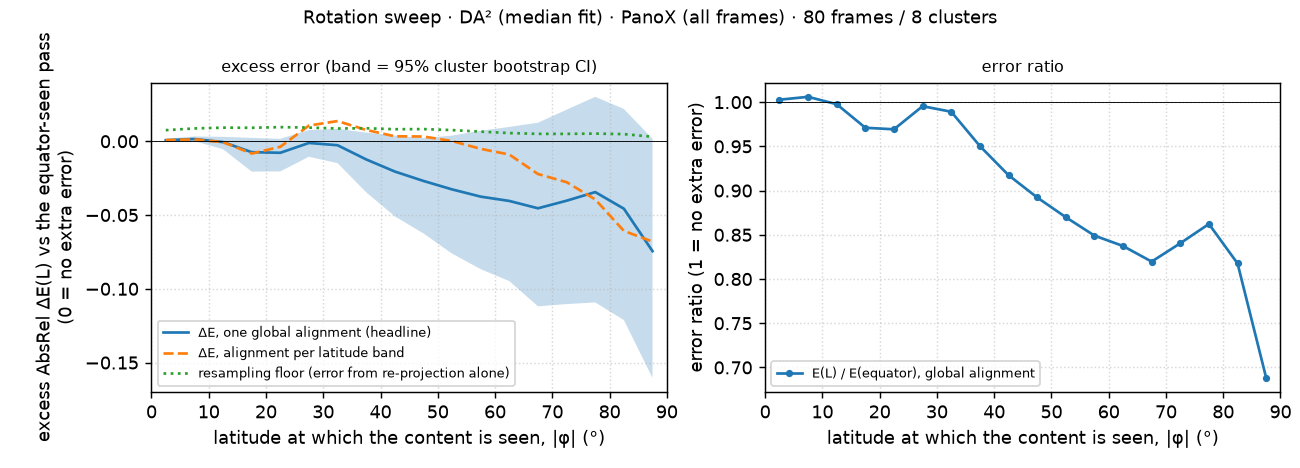 Rotation sweep · DA² (median fit) · PanoX (all frames) · 80 frames / 8 clusters
excess error (band = 95% cluster bootstrap CI)
excess AbsRel ΔE(L) vs the equator-seen pass
(0 = no extra error)
0.00
−0.05
−0.10
−0.15
ΔE, one global alignment (headline)
ΔE, alignment per latitude band
resampling floor (error from re-projection alone)
0 10 20 30 40 50 60 70 80 90
latitude at which the content is seen, |φ| (°)
error ratio
error ratio (1 = no extra error)
1.00
0.95
0.90
0.85
0.80
0.75
0.70
E(L) / E(equator), global alignment
0 10 20 30 40 50 60 70 80 90
latitude at which the content is seen, |φ| (°)